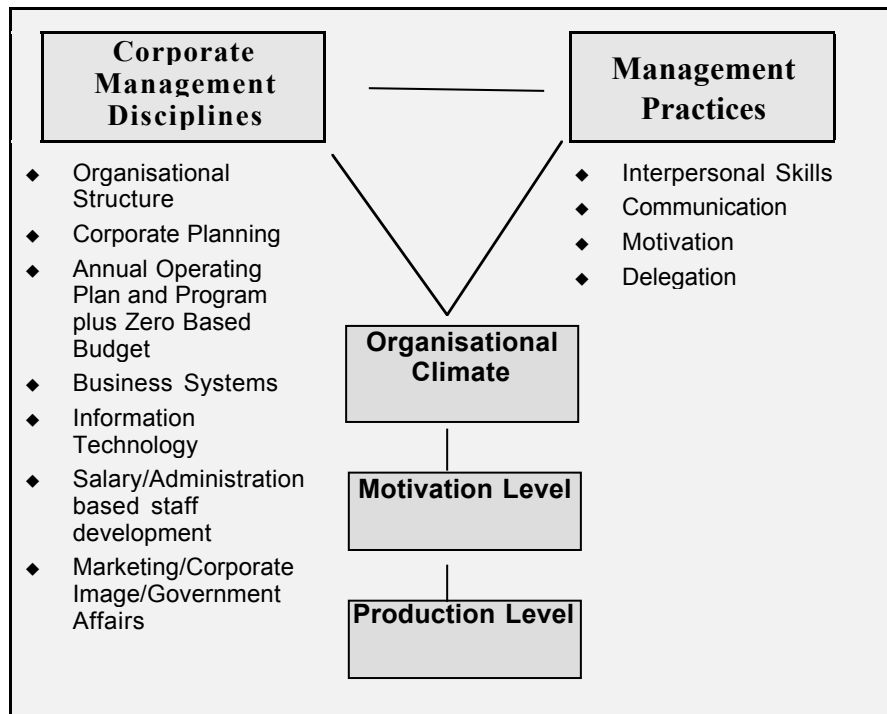 Corporate
Management
Disciplines
◆ Organisational
Structure
◆ Corporate Planning
◆ Annual Operating
Plan and Program
plus Zero Based
Budget
◆ Business Systems
◆ Information
Technology
◆ Salary/Administration
based staff
development
◆ Marketing/Corporate
Image/Government
Affairs
Management
Practices
◆ Interpersonal Skills
◆ Communication
◆ Motivation
◆ Delegation
Organisational
Climate
Motivation Level
Production Level